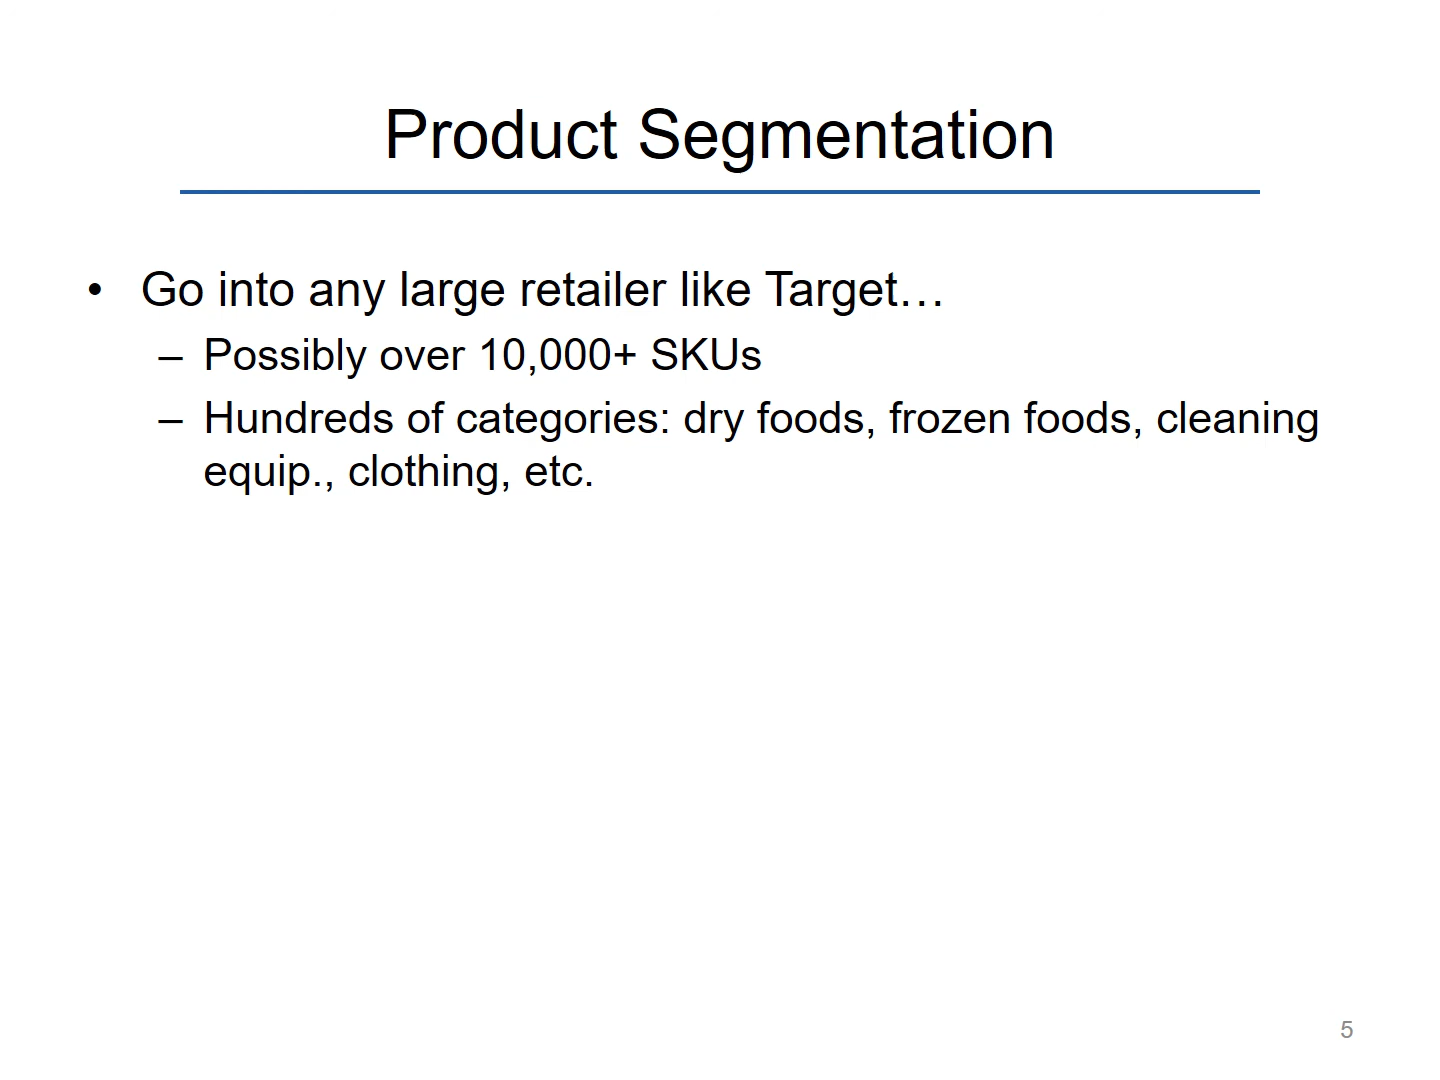 Product Segmentation
• Go into any large retailer like Target…
– Possibly over 10,000+ SKUs
– Hundreds of categories: dry foods, frozen foods, cleaning
equip., clothing, etc.
5